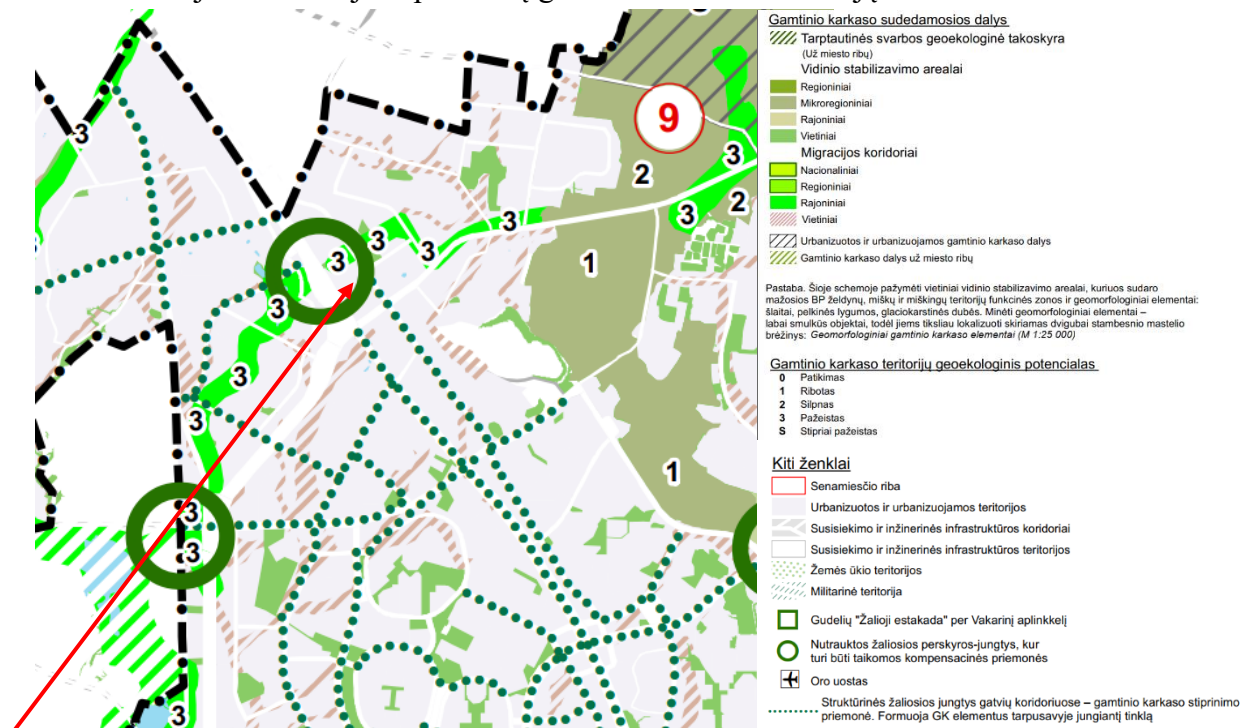 Gamtinio karkaso sudedamosios dalys
Tarptautinės svarbos geoekologinė takoskyra
(Už miesto ribų)
Vidinio stabilizavimo arealai
Regioniniai
Mikroregioniniai
Rajoniniai
Vietiniai
Migracijos koridoriai
Nacionaliniai
Regioniniai
Rajoniniai
Vietiniai
Urbanizuotos ir urbanizuojamos gamtinio karkaso dalys
Gamtinio karkaso dalys už miesto ribų
Pastaba. Šioje schemoje pažymėti vietiniai vidinio stabilizavimo arealai, kuriuos sudaro
mažosios BP želdynų, miškų ir miškingų teritorijų funkcinės zonos ir geomorfologiniai elementai:
šlaitai, pelkinės lygumos, glaciokarstinės dubės. Minėti geomorfologiniai elementai –
labai smulkūs objektai, todėl jiems tiksliau lokalizuoti skiriamas dvigubai stambesnio mastelio
brėžinys: Geomorfologiniai gamtinio karkaso elementai (M 1:25 000)
Gamtinio karkaso teritorijų geoekologinis potencialas
0 Patikimas
1 Ribotas
2 Silpnas
3 Pažeistas
S Stipriai pažeistas
Kiti ženklai
Senamiesčio riba
Urbanizuotos ir urbanizuojamos teritorijos
Susisiekimo ir inžinerinės infrastruktūros koridoriai
Susisiekimo ir inžinerinės infrastruktūros teritorijos
Žemės ūkio teritorijos
Militarinė teritorija
Gudelių "Žalioji estakada" per Vakarinį aplinkkelį
Nutrauktos žaliosios perskyros-jungtys, kur
turi būti taikomos kompensacinės priemonės
Oro uostas
Struktūrinės žaliosios jungtys gatvių koridoriuose – gamtinio karkaso stiprinimo
priemonė. Formuoja GK elementus tarpusavyje jungiantį tinklą
3
9
3
2
2
3
3
3
3
3
3
1
3
3
3
1
3
3
3